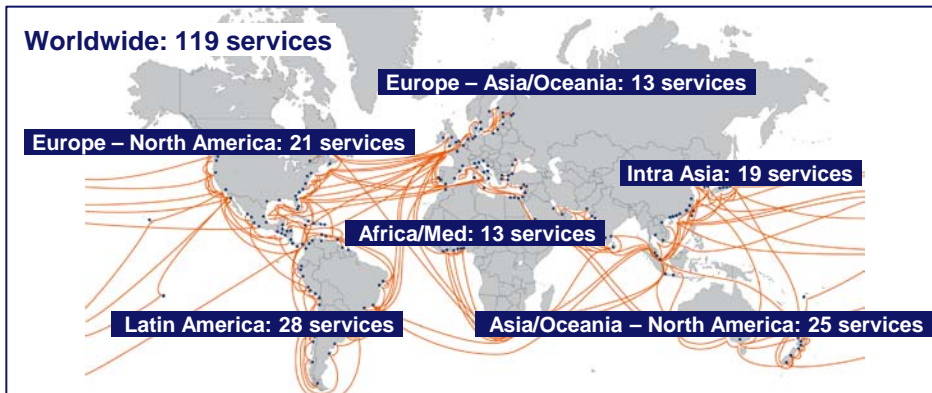 Worldwide: 119 services
Europe – Asia/Oceania: 13 services
Europe – North America: 21 services
Intra Asia: 19 services
Africa/Med: 13 services
Latin America: 28 services
Asia/Oceania – North America: 25 services